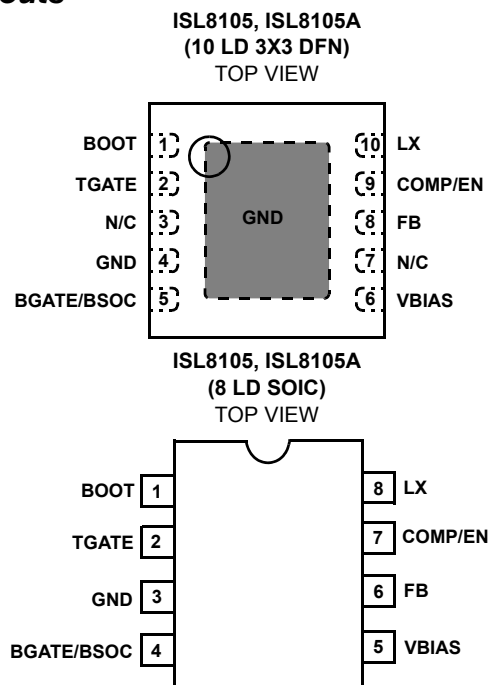 ISL8105, ISL8105A
(10 LD 3X3 DFN)
TOP VIEW
BOOT 1 10 LX
TGATE 2 9 COMP/EN
N/C 3 GND 8 FB
GND 4 7 N/C
BGATE/BSOC 5 6 VBIAS
ISL8105, ISL8105A
(8 LD SOIC)
TOP VIEW
BOOT 1 8 LX
TGATE 2 7 COMP/EN
GND 3 6 FB
BGATE/BSOC 4 5 VBIAS